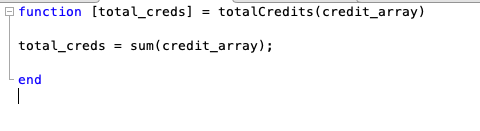 function [total_creds] = totalCredits(credit_array)
total_creds = sum(credit_array);
end